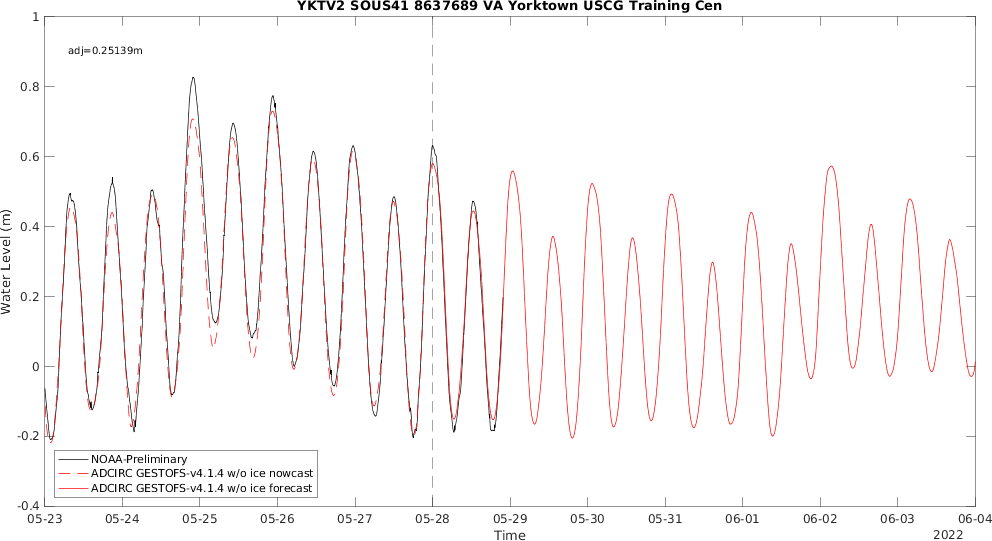 YKTV2 SOUS41 8637689 VA Yorktown USCG Training Cen
adj=0.25139m
1
0.8
0.6
0.4
0.2
0
-0.2
-0.4
Water Level (m)
NOAA-Preliminary
ADCIRC GESTOFS-v4.1.4 w/o ice nowcast
ADCIRC GESTOFS-v4.1.4 w/o ice forecast
05-23 05-24 05-25 05-26 05-27 05-28 05-29 05-30 05-31 06-01 06-02 06-03 06-04
Time
2022